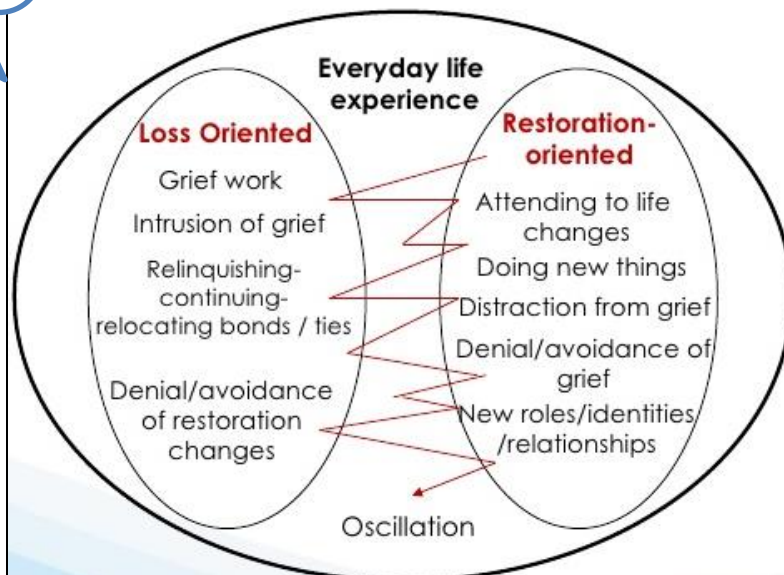 Everyday life
experience
Loss Oriented
Grief work
Intrusion of grief
Relinquishing-
continuing-
relocating bonds / ties
Denial/avoidance
of restoration
changes
Restoration-
oriented
Attending to life
changes
Doing new things
Distraction from grief
Denial/avoidance of
grief
New roles/identities
/relationships
Oscillation